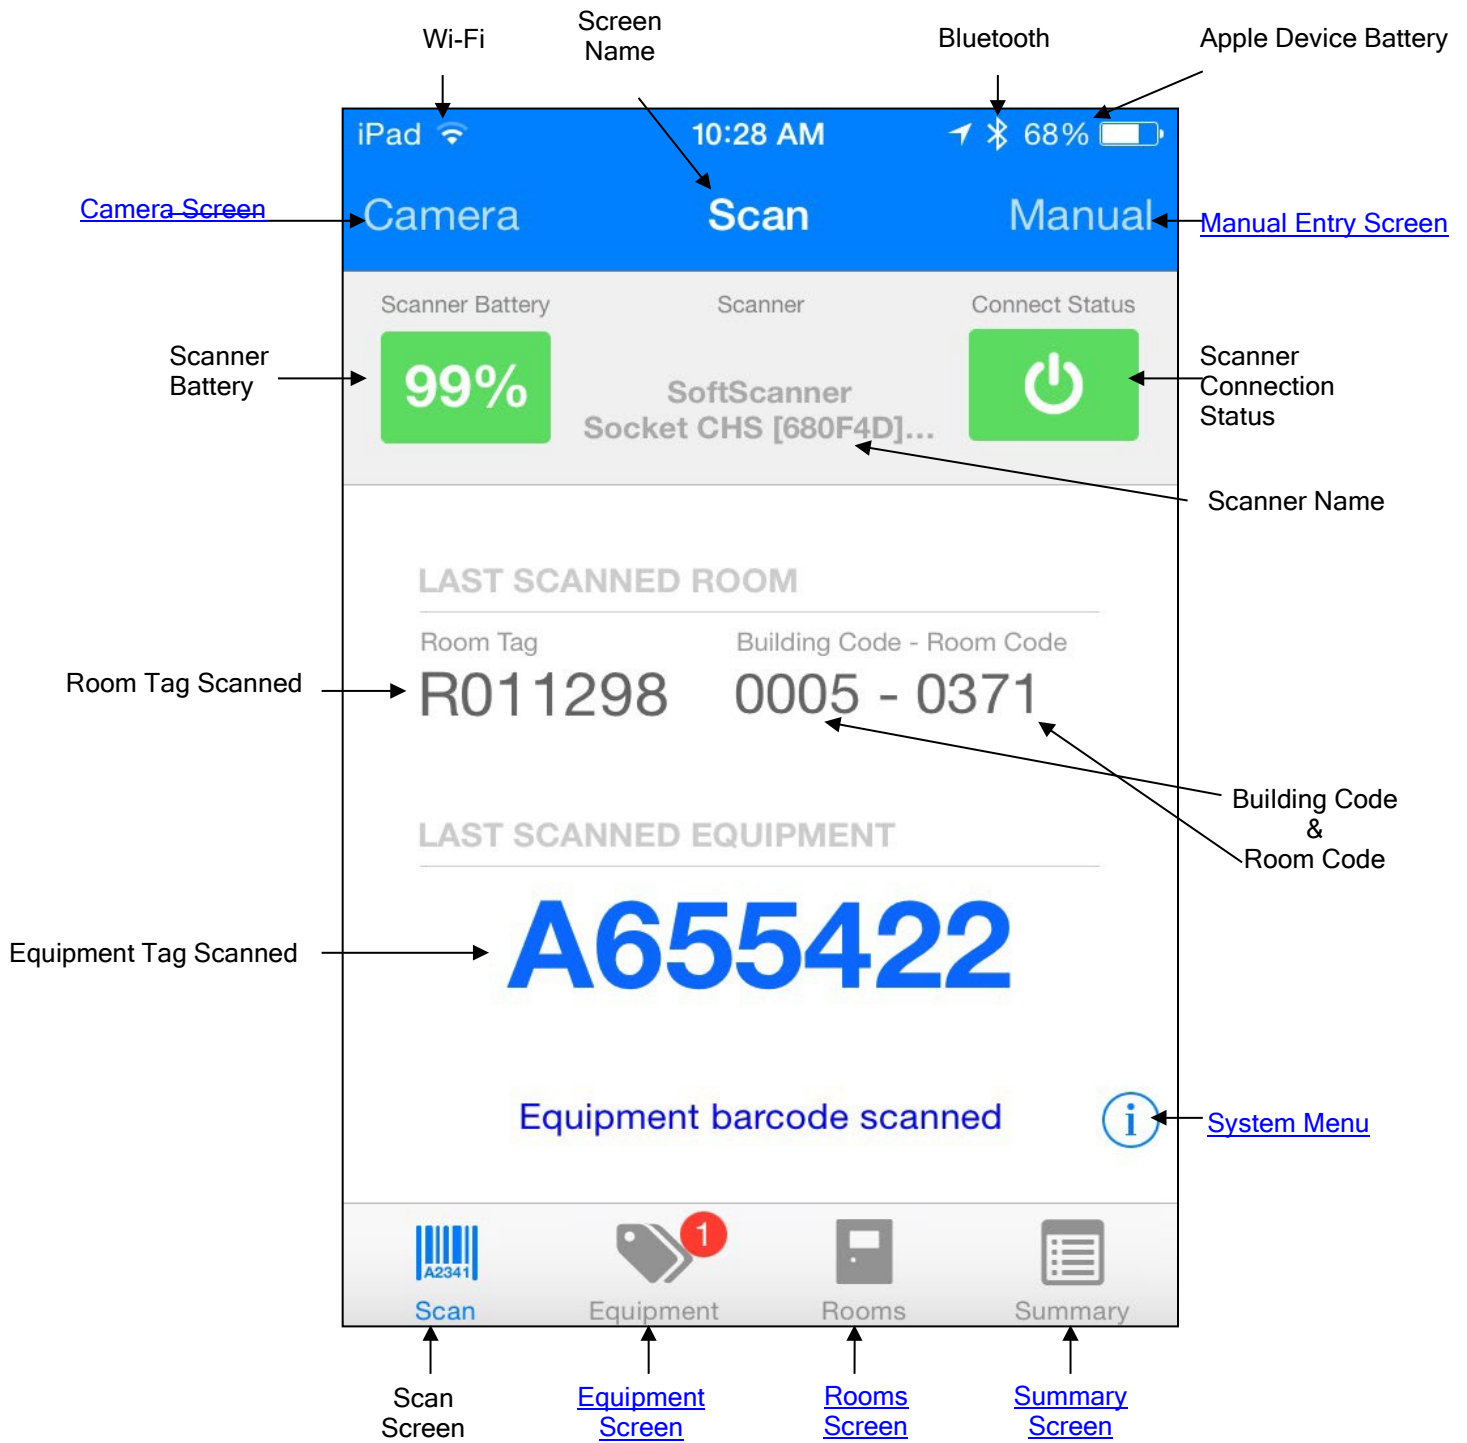 Wi-Fi
Screen
Name
Bluetooth
Apple Device Battery
iPad
10:28 AM
68%
Camera Screen
Camera
Scan
Manual
Manual Entry Screen
Scanner Battery
Scanner
Connect Status
Scanner
Battery
99%
SoftScanner
Socket CHS [680F4D]...
Scanner
Connection
Status
Scanner Name
LAST SCANNED ROOM
Room Tag
Building Code - Room Code
Room Tag Scanned
R011298
0005 - 0371
Building Code
&
Room Code
LAST SCANNED EQUIPMENT
Equipment Tag Scanned
A655422
Equipment barcode scanned
i
System Menu
A2341
1
Scan
Equipment
Rooms
Summary
Scan
Screen
Equipment
Screen
Rooms
Screen
Summary
Screen